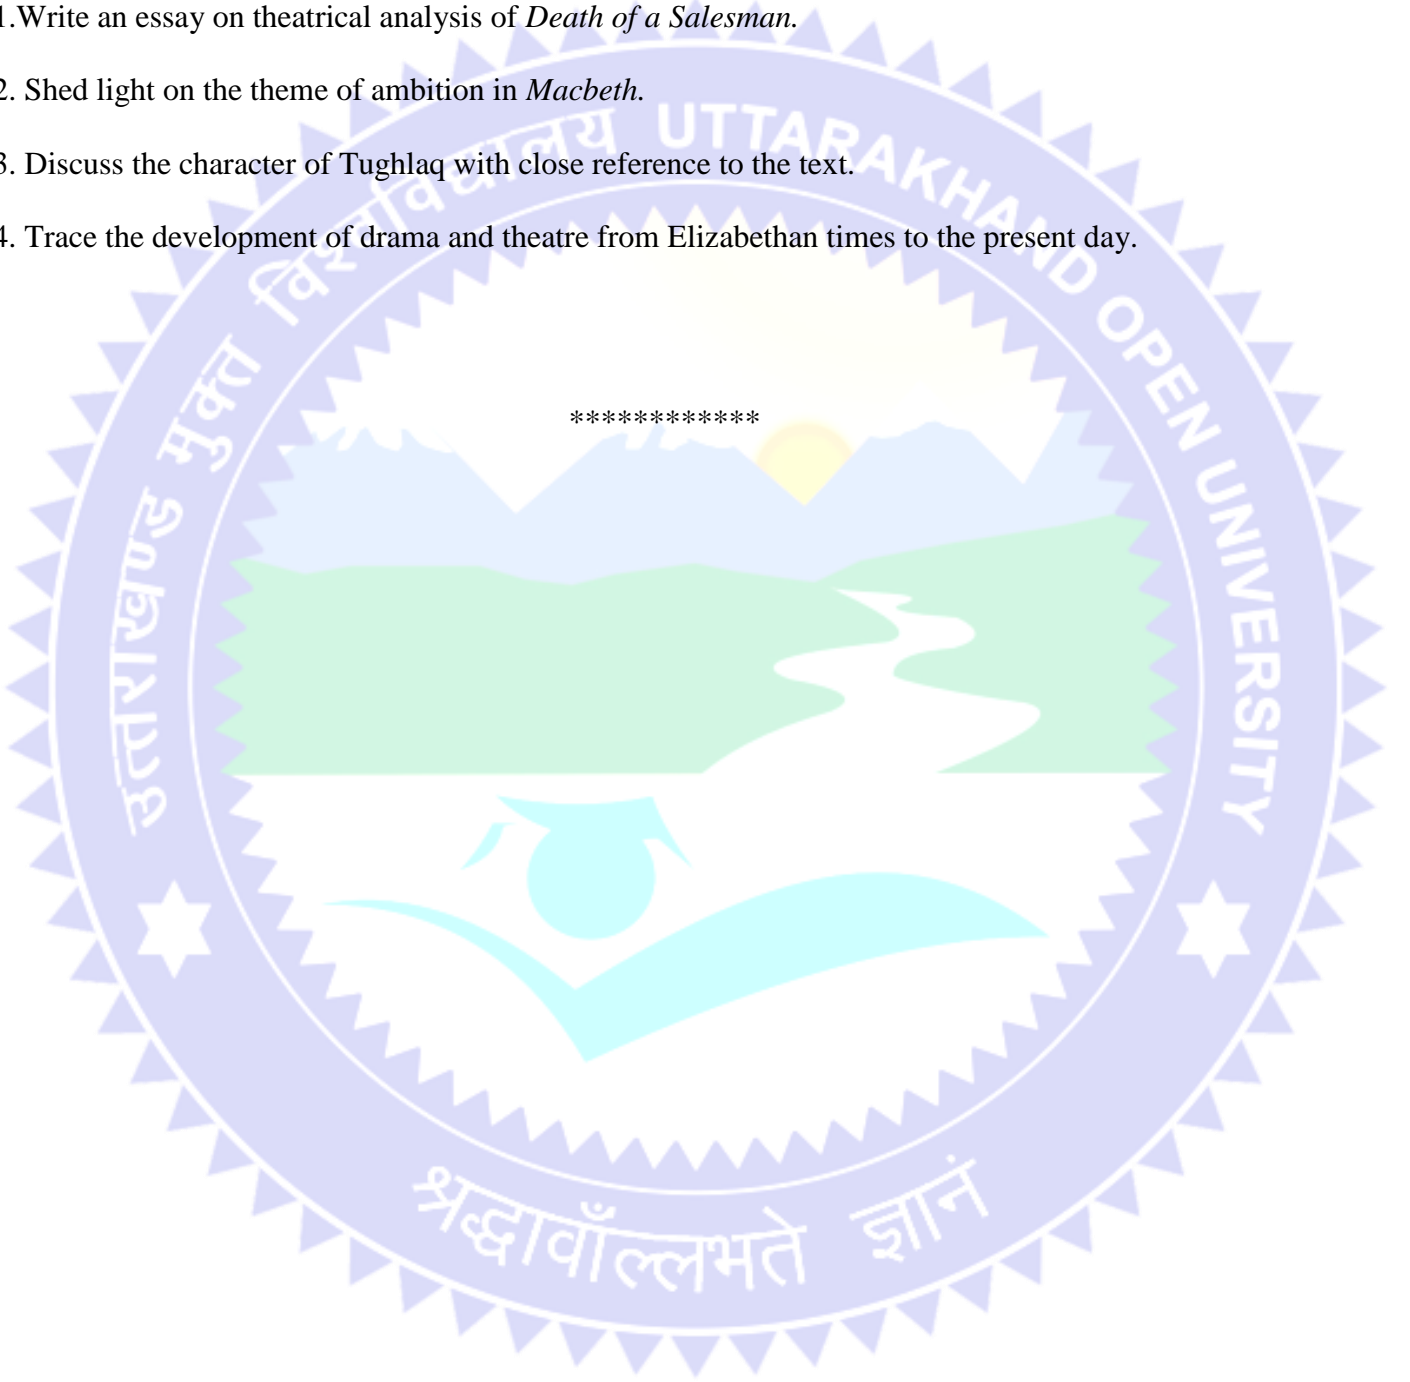 1.Write an essay on theatrical analysis of Death of a Salesman.
2. Shed light on the theme of ambition in Macbeth.
3. Discuss the character of Tughlaq with close reference to the text.
4. Trace the development of drama and theatre from Elizabethan times to the present day.
************
उत्तराखण्ड मुक्त विश्वविद्यालय UTTARAKHAND OPEN UNIVERSITY
श्रद्धावाँल्लभते ज्ञानं